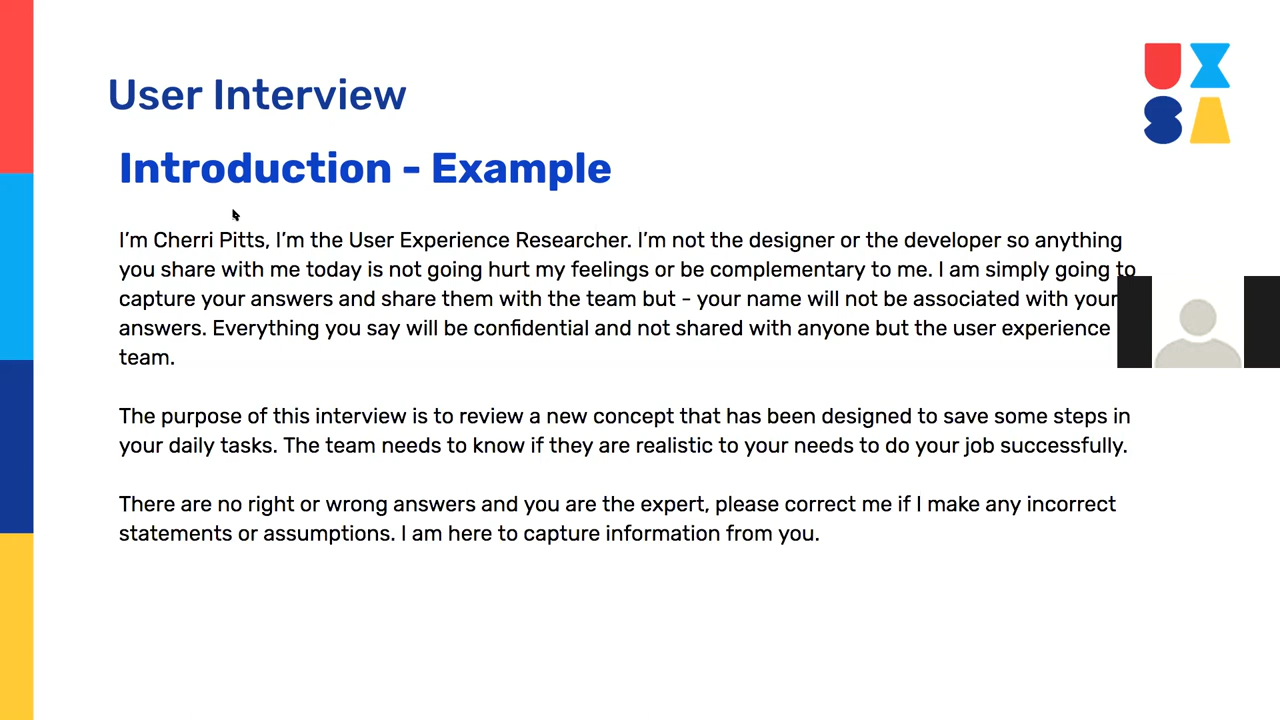 User Interview
UX
SA
Introduction - Example
I'm Cherri Pitts, I'm the User Experience Researcher. I'm not the designer or the developer so anything
you share with me today is not going hurt my feelings or be complementary to me. I am simply going to
capture your answers and share them with the team but - your name will not be associated with your
answers. Everything you say will be confidential and not shared with anyone but the user experience
team.
The purpose of this interview is to review a new concept that has been designed to save some steps in
your daily tasks. The team needs to know if they are realistic to your needs to do your job successfully.
There are no right or wrong answers and you are the expert, please correct me if I make any incorrect
statements or assumptions. I am here to capture information from you.